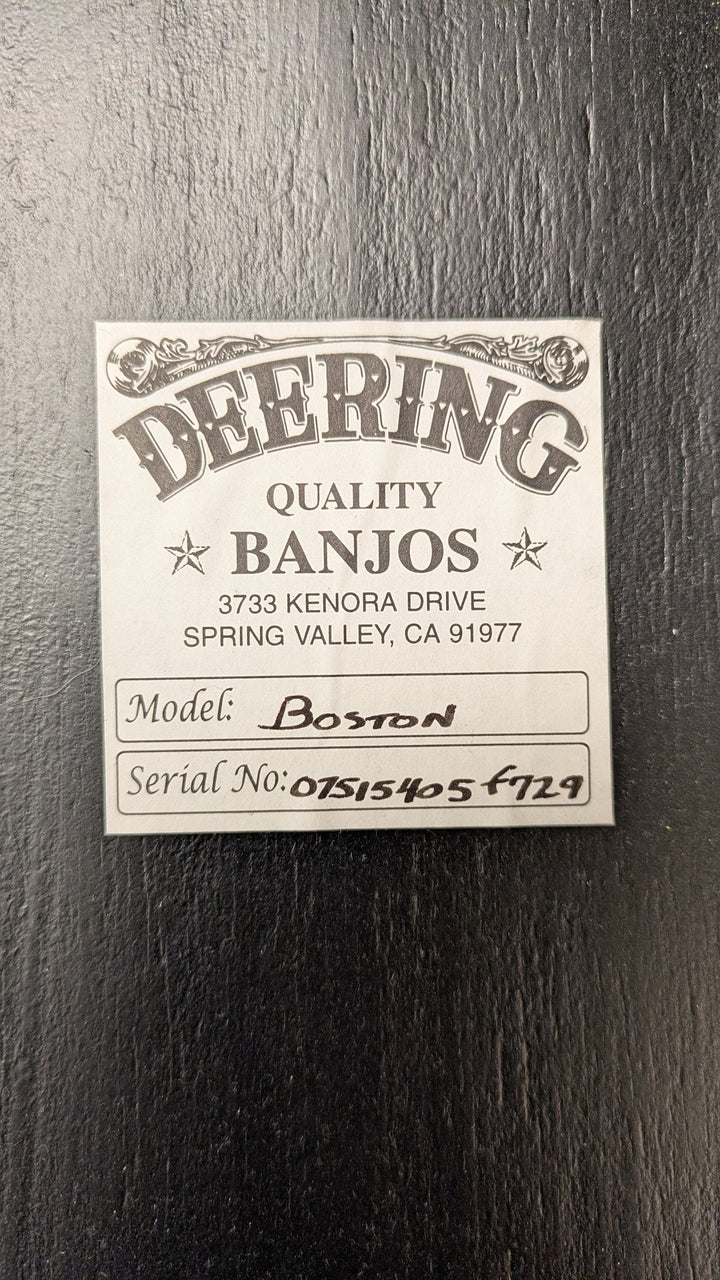 DEERING
QUALITY
BANJOS
3733 KENORA DRIVE
SPRING VALLEY, CA 91977
Model: BOSTON
Serial No: 07515405 f729